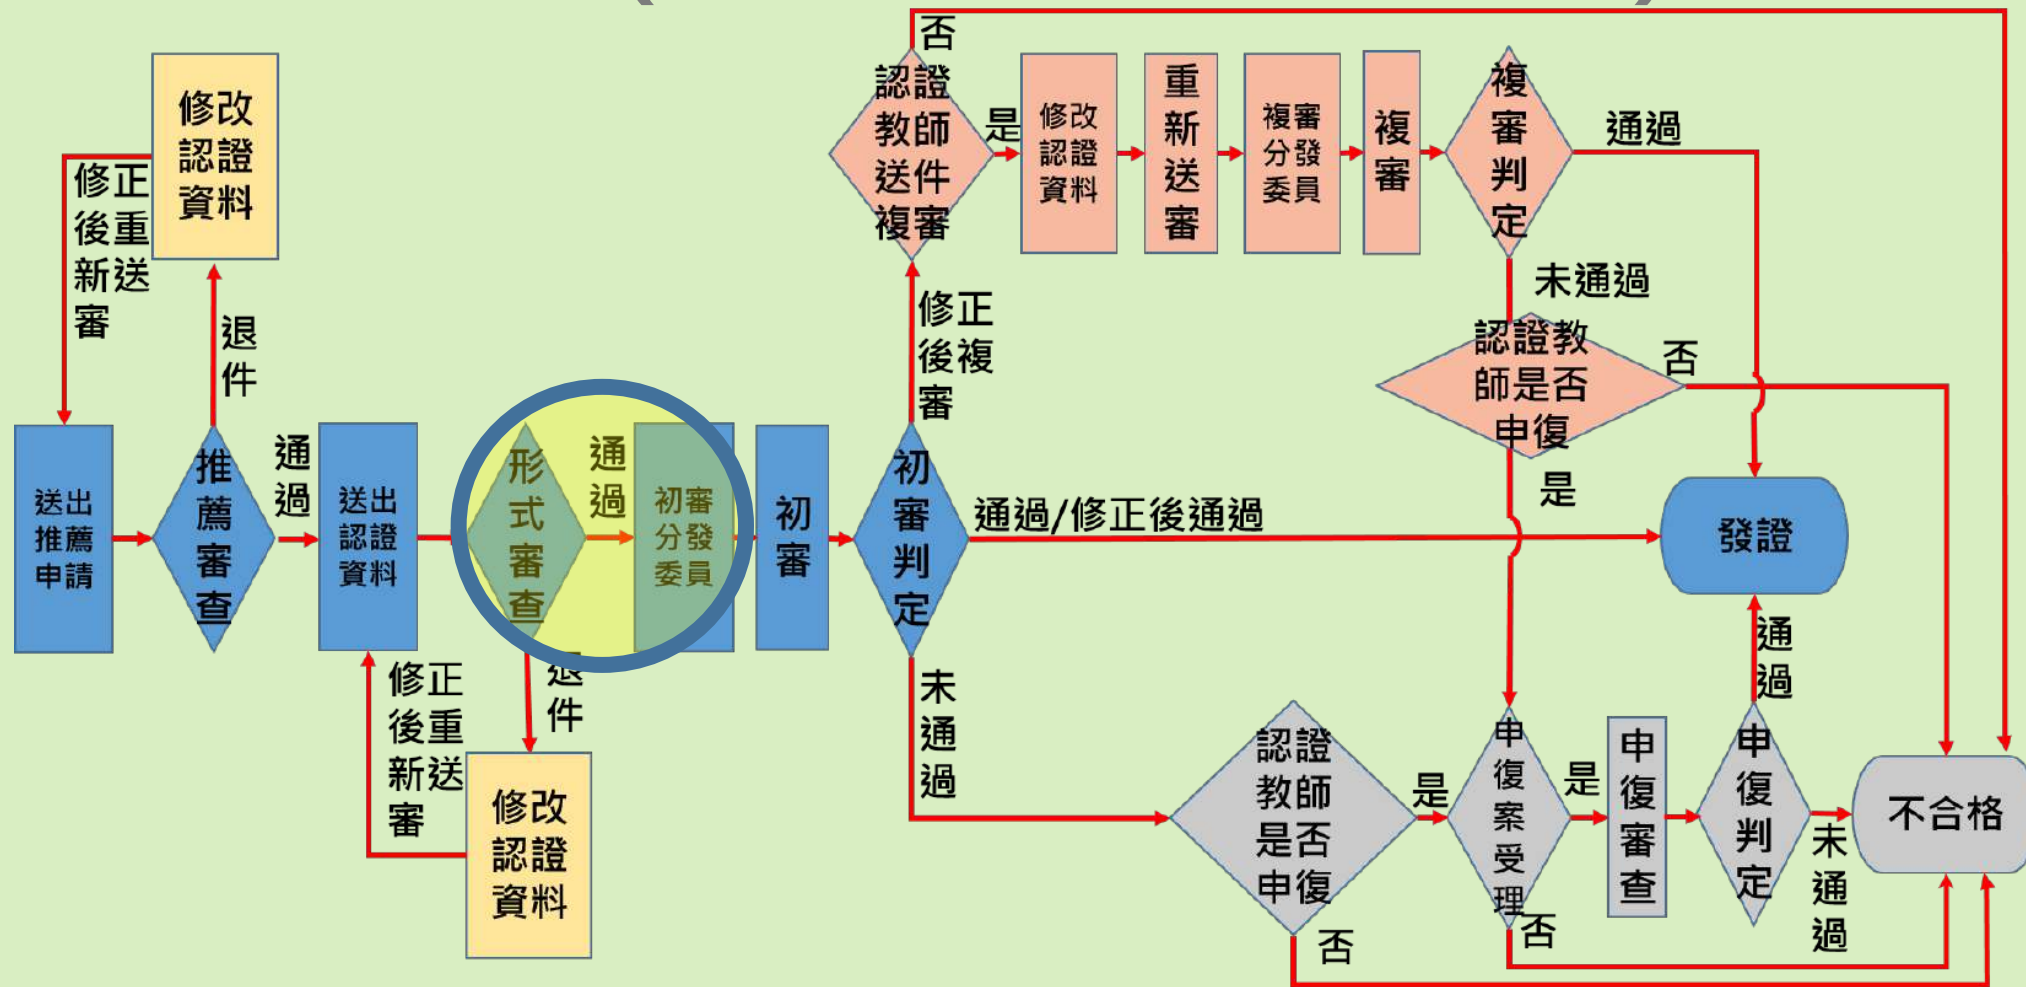 否
認證
教師
送件
複審
是
修改
認證
資料
重
新
送
審
複審
分發
委員
複
審
複
審
判
定
通過
未通過
認證教
師是否
申復
否
是
修改
認證
資料
修正
後重
新送
審
退
件
修正
後複
審
送出
推薦
申請
推
薦
審
查
通
過
送出
認證
資料
形
式
審
查
通
過
初審
分發
委員
初
審
初
審
判
定
通過/修正後通過
發證
修正
後重
新送
審
退
件
修改
認證
資料
未
通
過
認證
教師
是否
申復
是
否
申
復
案
受
理
是
否
申
復
審
查
申
復
判
定
通
過
未
通
過
不合格